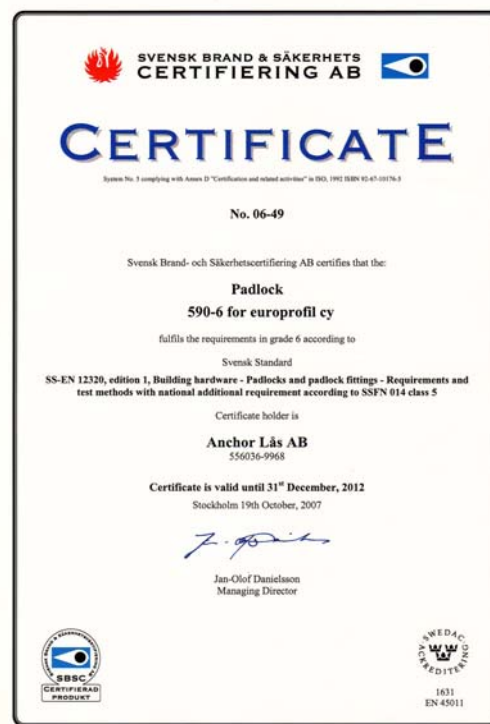 SVENSK BRAND & SÄKERHETS
CERTIFIERING AB
CERTIFICATE
System No. 5 complying with Annex D "Certification and related activities" in ISO, 1992 ISBN 92-67-10176-5
No. 06-49
Svensk Brand- och Säkerhetscertifiering AB certifies that the:
Padlock
590-6 for europrofil cy
fulfils the requirements in grade 6 according to
Svensk Standard
SS-EN 12320, edition 1, Building hardware - Padlocks and padlock fittings - Requirements and
test methods with national additional requirement according to SSFN 014 class 5
Certificate holder is
Anchor Lås AB
556036-9968
Certificate is valid until 31st December, 2012
Stockholm 19th October, 2007
Jan-Olof Danielsson
Managing Director
SVENSK BRAND & SÄKERHETSCERTIFIERING AB
SBSC
CERTIFIERAD
PRODUKT
SWEDAC
ACKREDITERING
1631
EN 45011